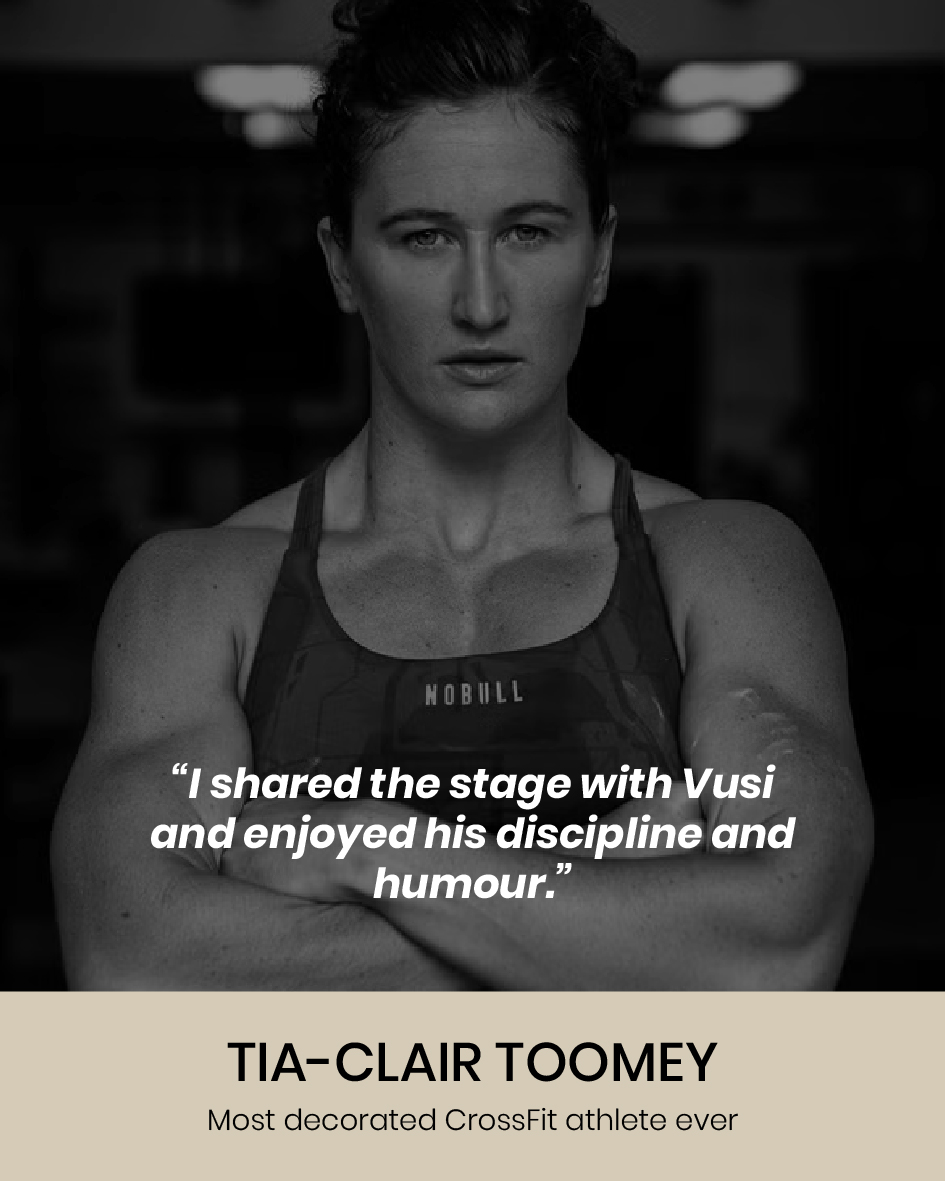 NOBULL
“I shared the stage with Vusi
and enjoyed his discipline and
humour.”
TIA-CLAIR TOOMEY
Most decorated CrossFit athlete ever